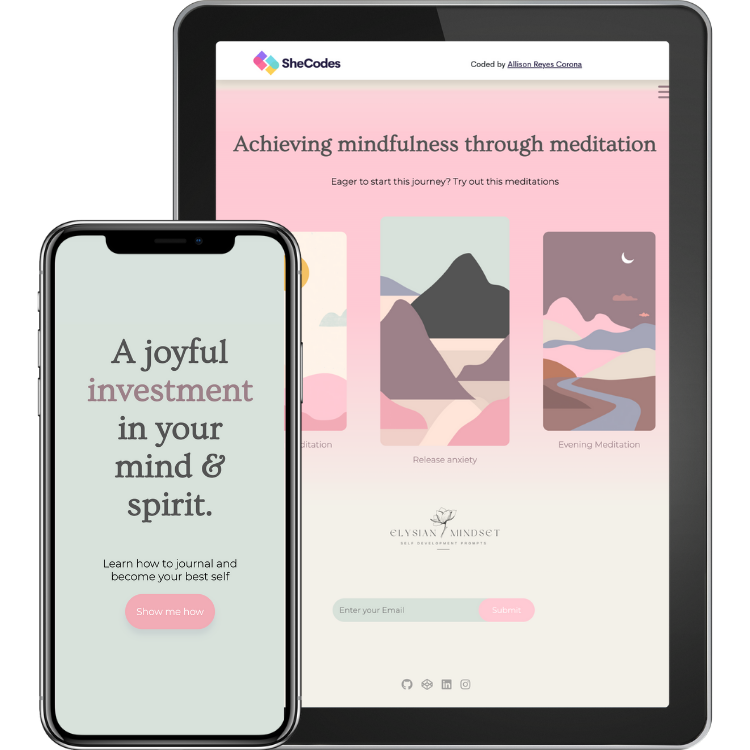 SheCodes
Coded by Allison Reyes Corona
Achieving mindfulness through meditation
Eager to start this journey? Try out this meditations
ditation
Release anxiety
Evening Meditation
ELYSIAN MINDSET
SELF DEVELOPMENT PROMPTS
Enter your Email
Submit
A joyful
investment
in your
mind &
spirit.
Learn how to journal and
become your best self
Show me how